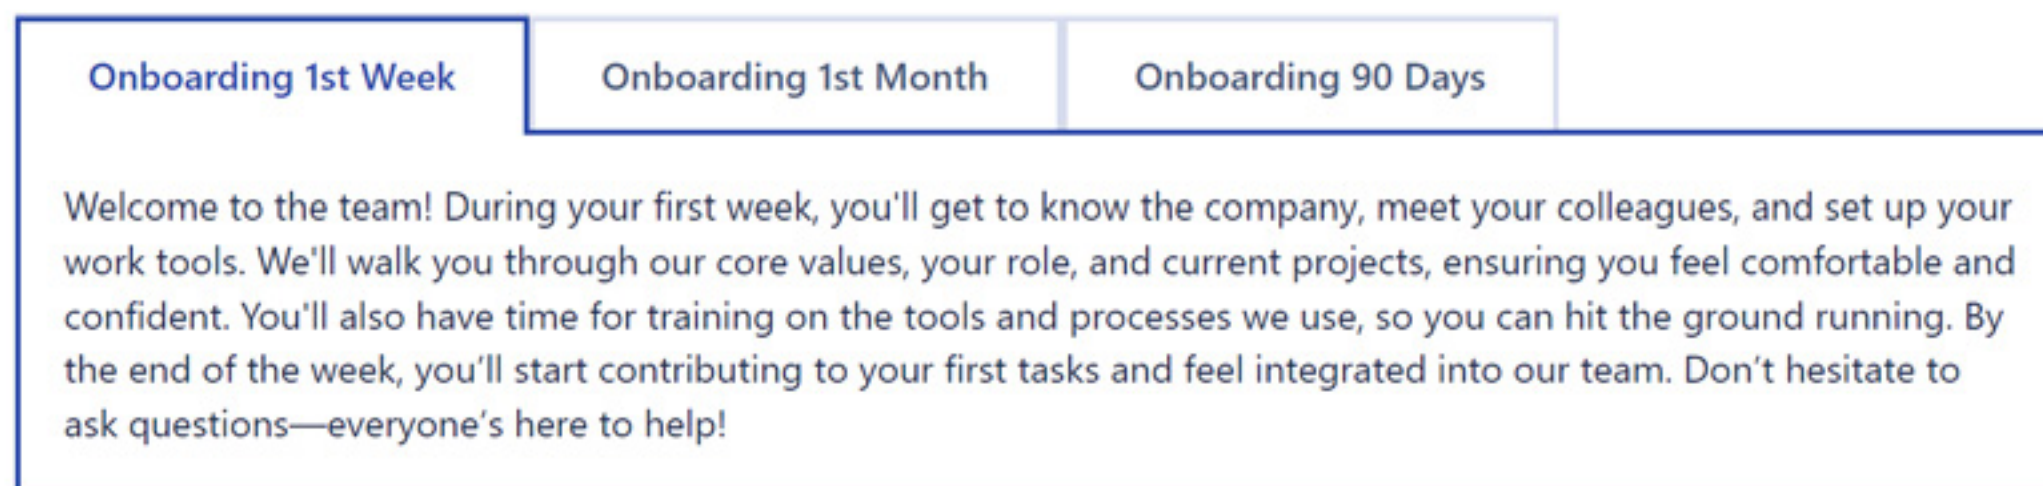 Onboarding 1st Week
Onboarding 1st Month
Onboarding 90 Days
Welcome to the team! During your first week, you'll get to know the company, meet your colleagues, and set up your
work tools. We'll walk you through our core values, your role, and current projects, ensuring you feel comfortable and
confident. You'll also have time for training on the tools and processes we use, so you can hit the ground running. By
the end of the week, you’ll start contributing to your first tasks and feel integrated into our team. Don’t hesitate to
ask questions—everyone’s here to help!